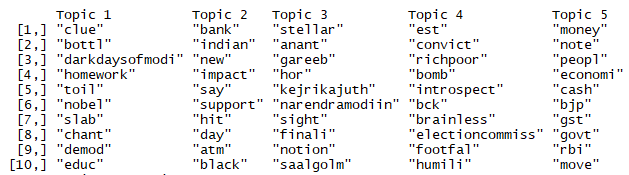 Topic 1 Topic 2 Topic 3 Topic 4 Topic 5
[1,] "clue" "bank" "stellar" "est" "money"
[2,] "bottl" "indian" "anant" "convict" "note"
[3,] "darkdaysofmodi" "new" "gareeb" "richpoor" "peopl"
[4,] "homework" "impact" "hor" "bomb" "economi"
[5,] "toil" "say" "kejrikajuth" "introspect" "cash"
[6,] "nobel" "support" "narendramodiin" "bck" "bjp"
[7,] "slab" "hit" "sight" "brainless" "gst"
[8,] "chant" "day" "finali" "electioncommiss" "govt"
[9,] "demod" "atm" "notion" "footfal" "rbi"
[10,] "educ" "black" "saalgolm" "humili" "move"